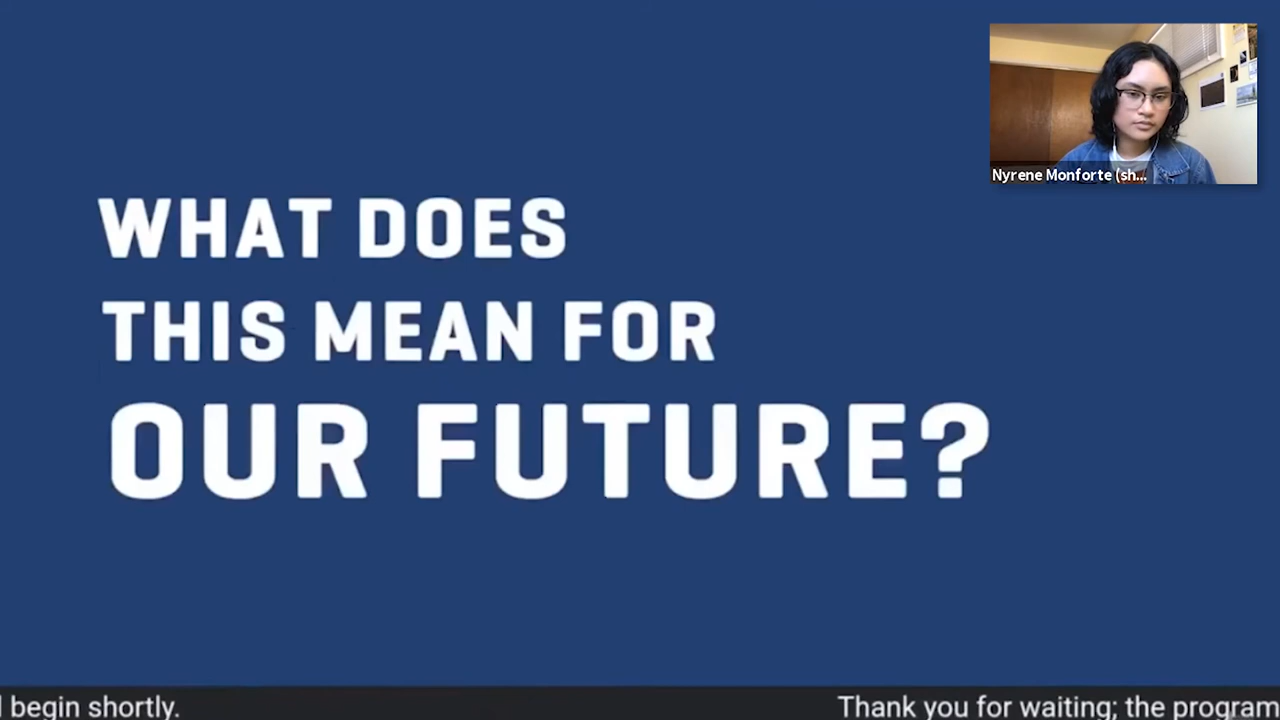 WHAT DOES
THIS MEAN FOR
OUR FUTURE?
Nyrene Monforte (sh...
begin shortly.
Thank you for waiting; the program